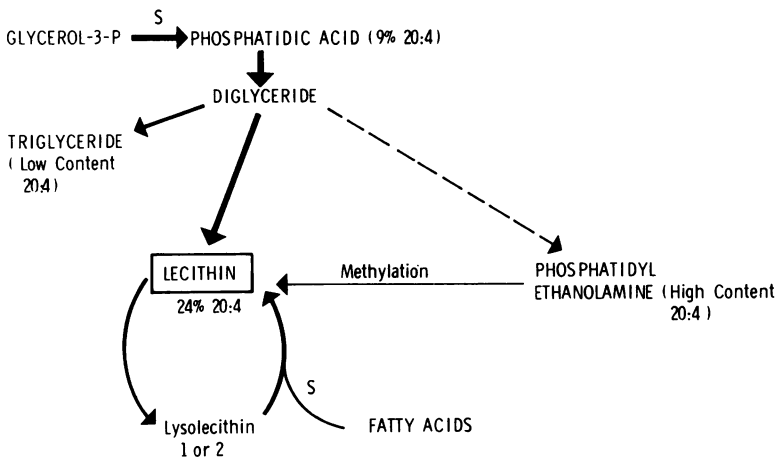 S
GLYCEROL-3-P PHOSPHATIDIC ACID (9% 20:4)
DIGLYCERIDE
TRIGLYCERIDE
(Low Content
20:4)
LECITHIN
24% 20:4
Methylation
PHOSPHATIDYL
ETHANOLAMINE (High Content
20:4)
S
Lysolecithin
1 or 2
FATTY ACIDS